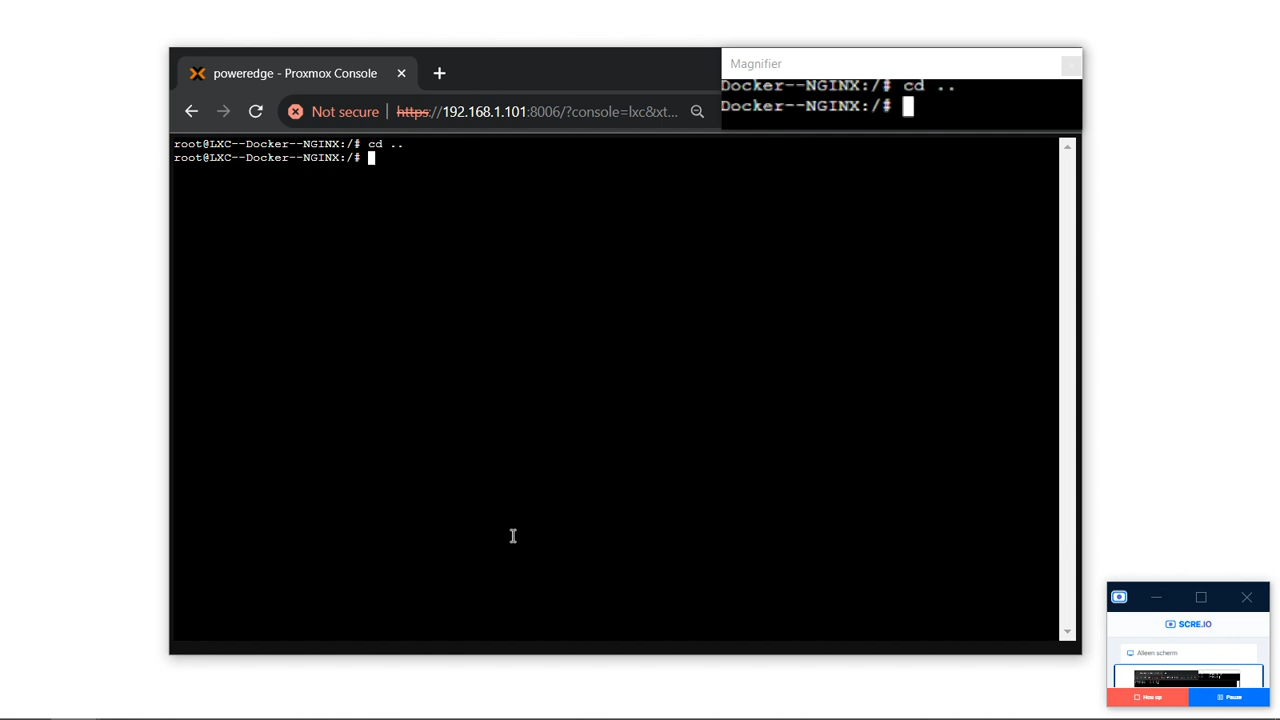 poweredge - Proxmox Console
Magnifier
Docker--NGINX:/# cd ..
Docker--NGINX:/#
Not secure
https://192.168.1.101:8006/?console=lxc&xt...
root@LXC--Docker--NGINX:/# cd ..
root@LXC--Docker--NGINX:/#
SCRE.IO
Alleen scherm
Pauze